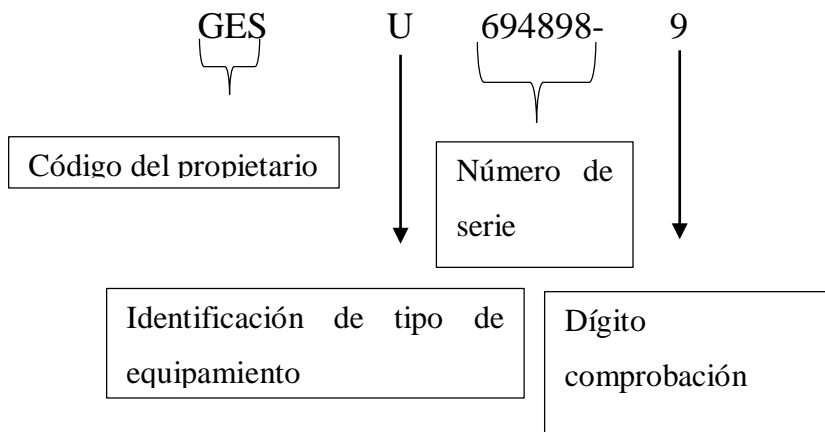 GES U 694898- 9
Código del propietario
Número de
serie
Identificación de tipo de
equipamiento
Dígito
comprobación